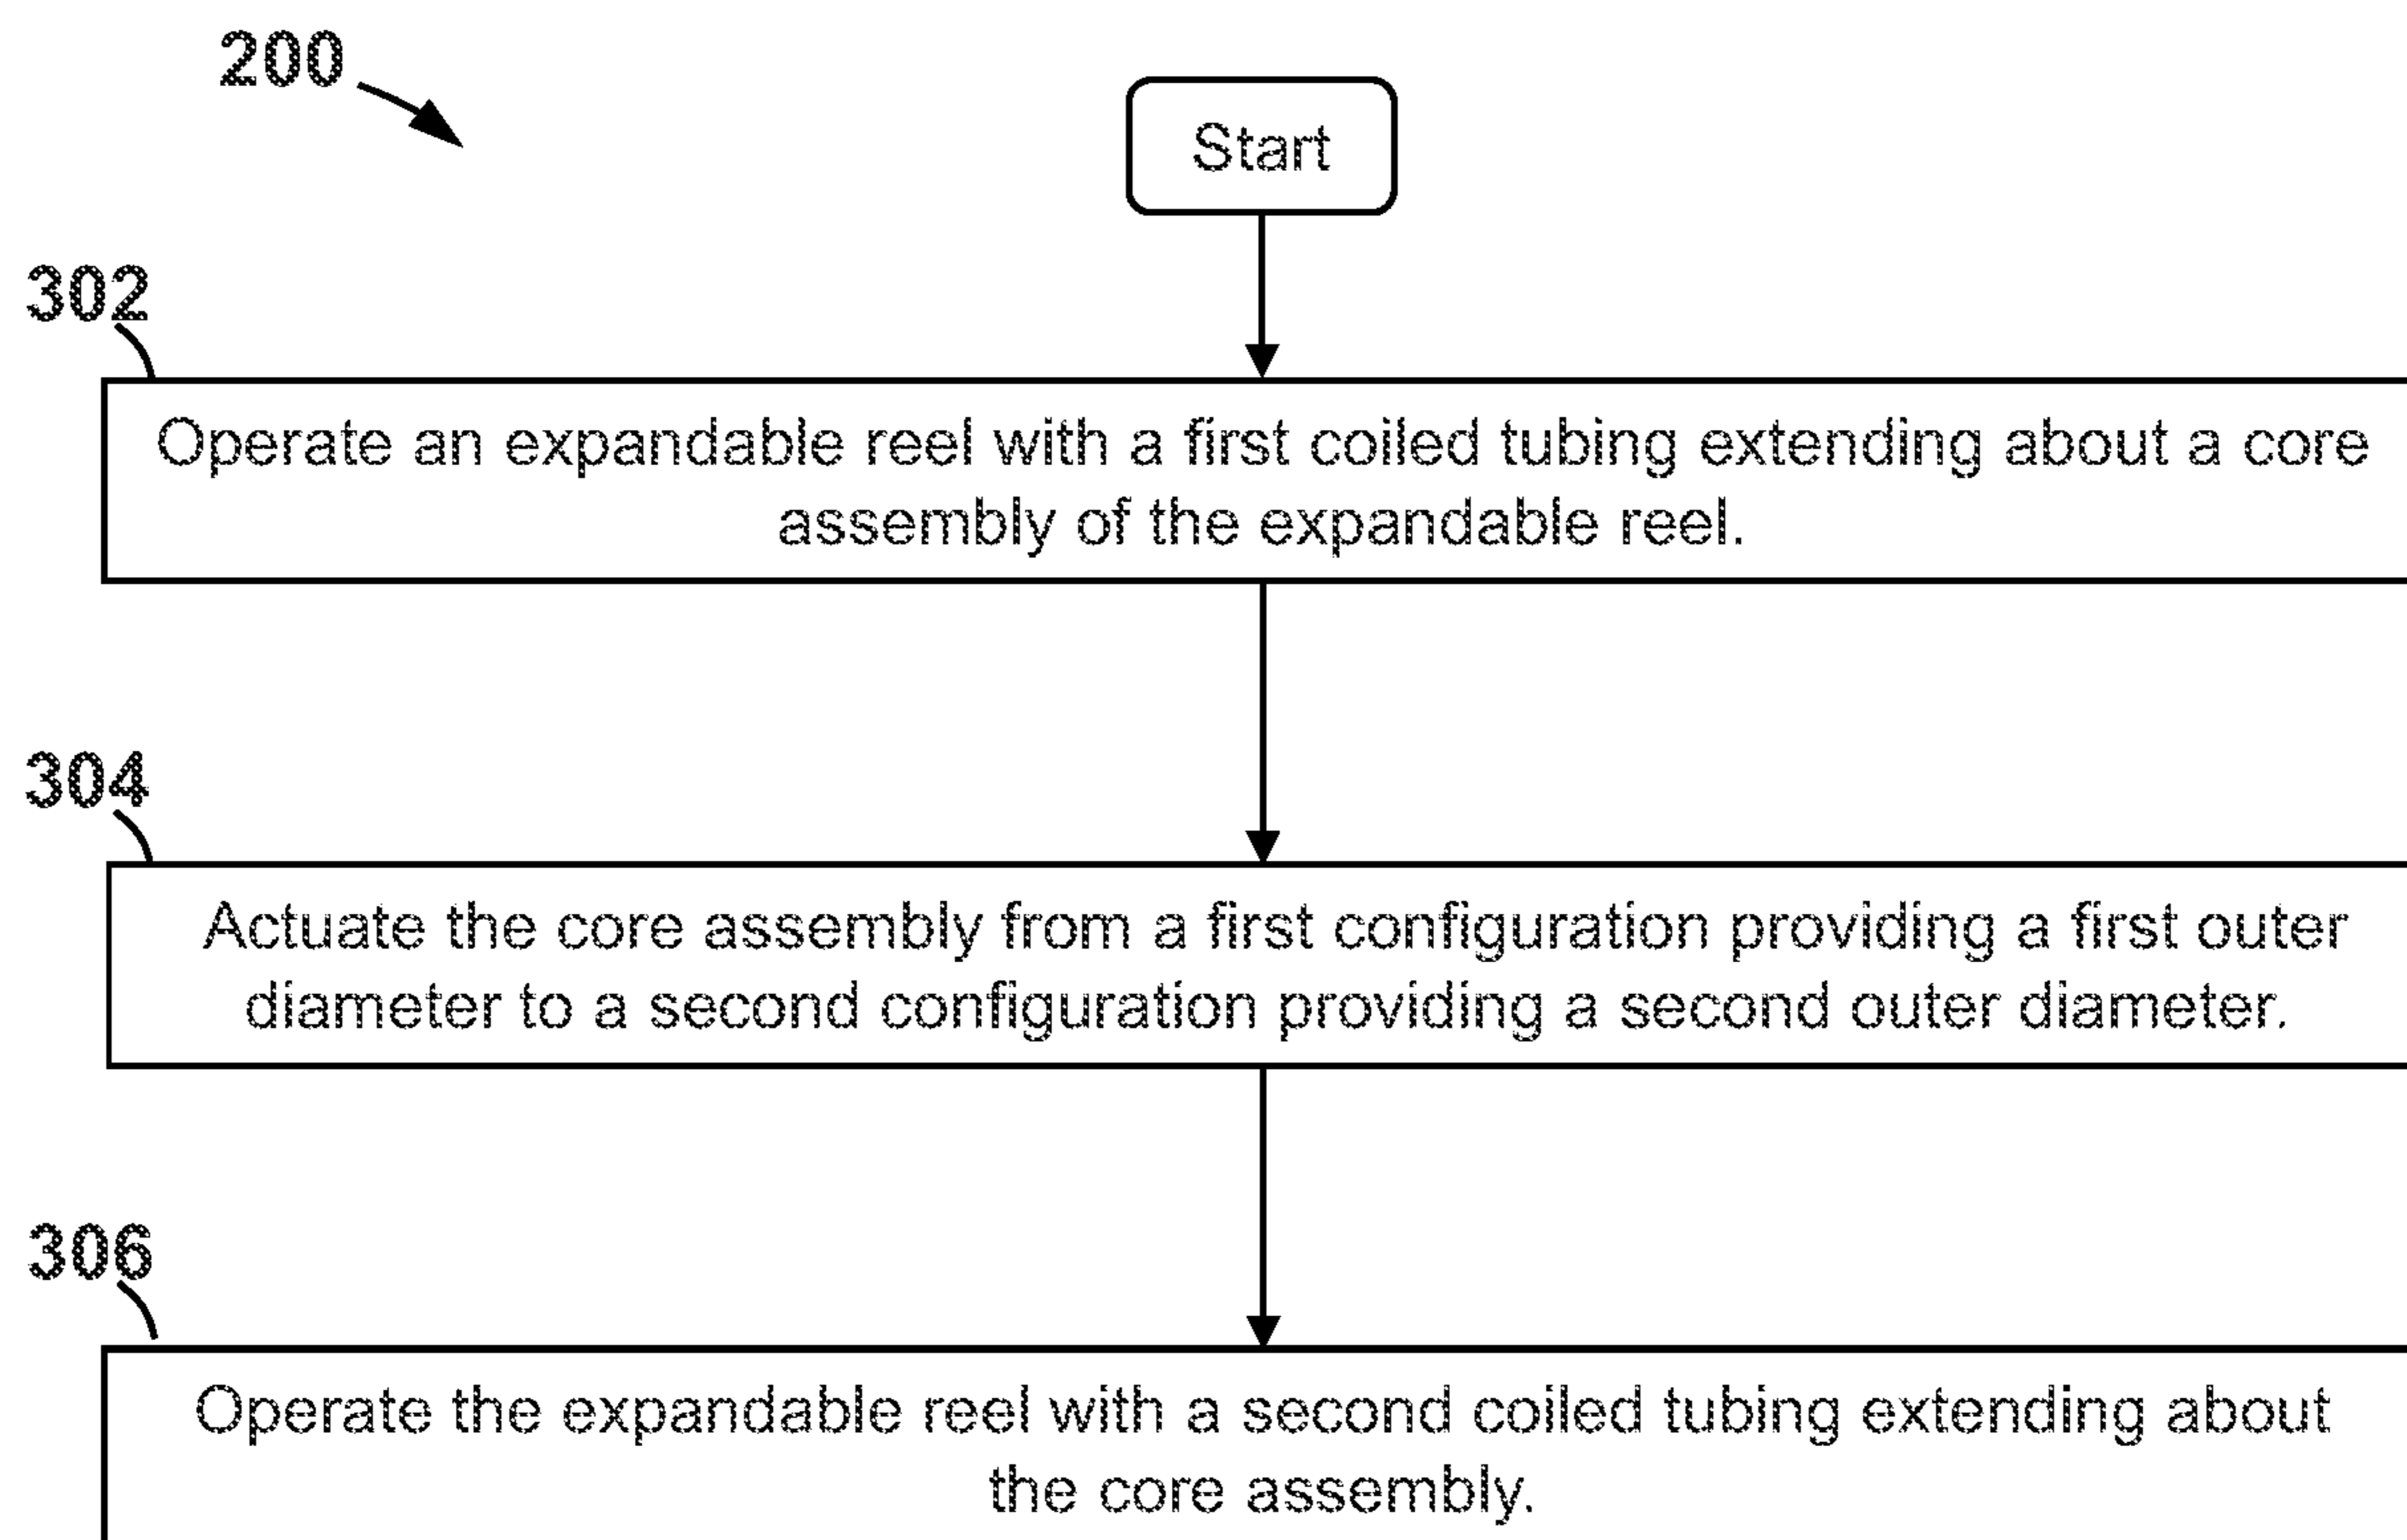 200
Start
302
Operate an expandable reel with a first coiled tubing extending about a core
assembly of the expandable reel.
304
Actuate the core assembly from a first configuration providing a first outer
diameter to a second configuration providing a second outer diameter.
306
Operate the expandable reel with a second coiled tubing extending about
the core assembly.